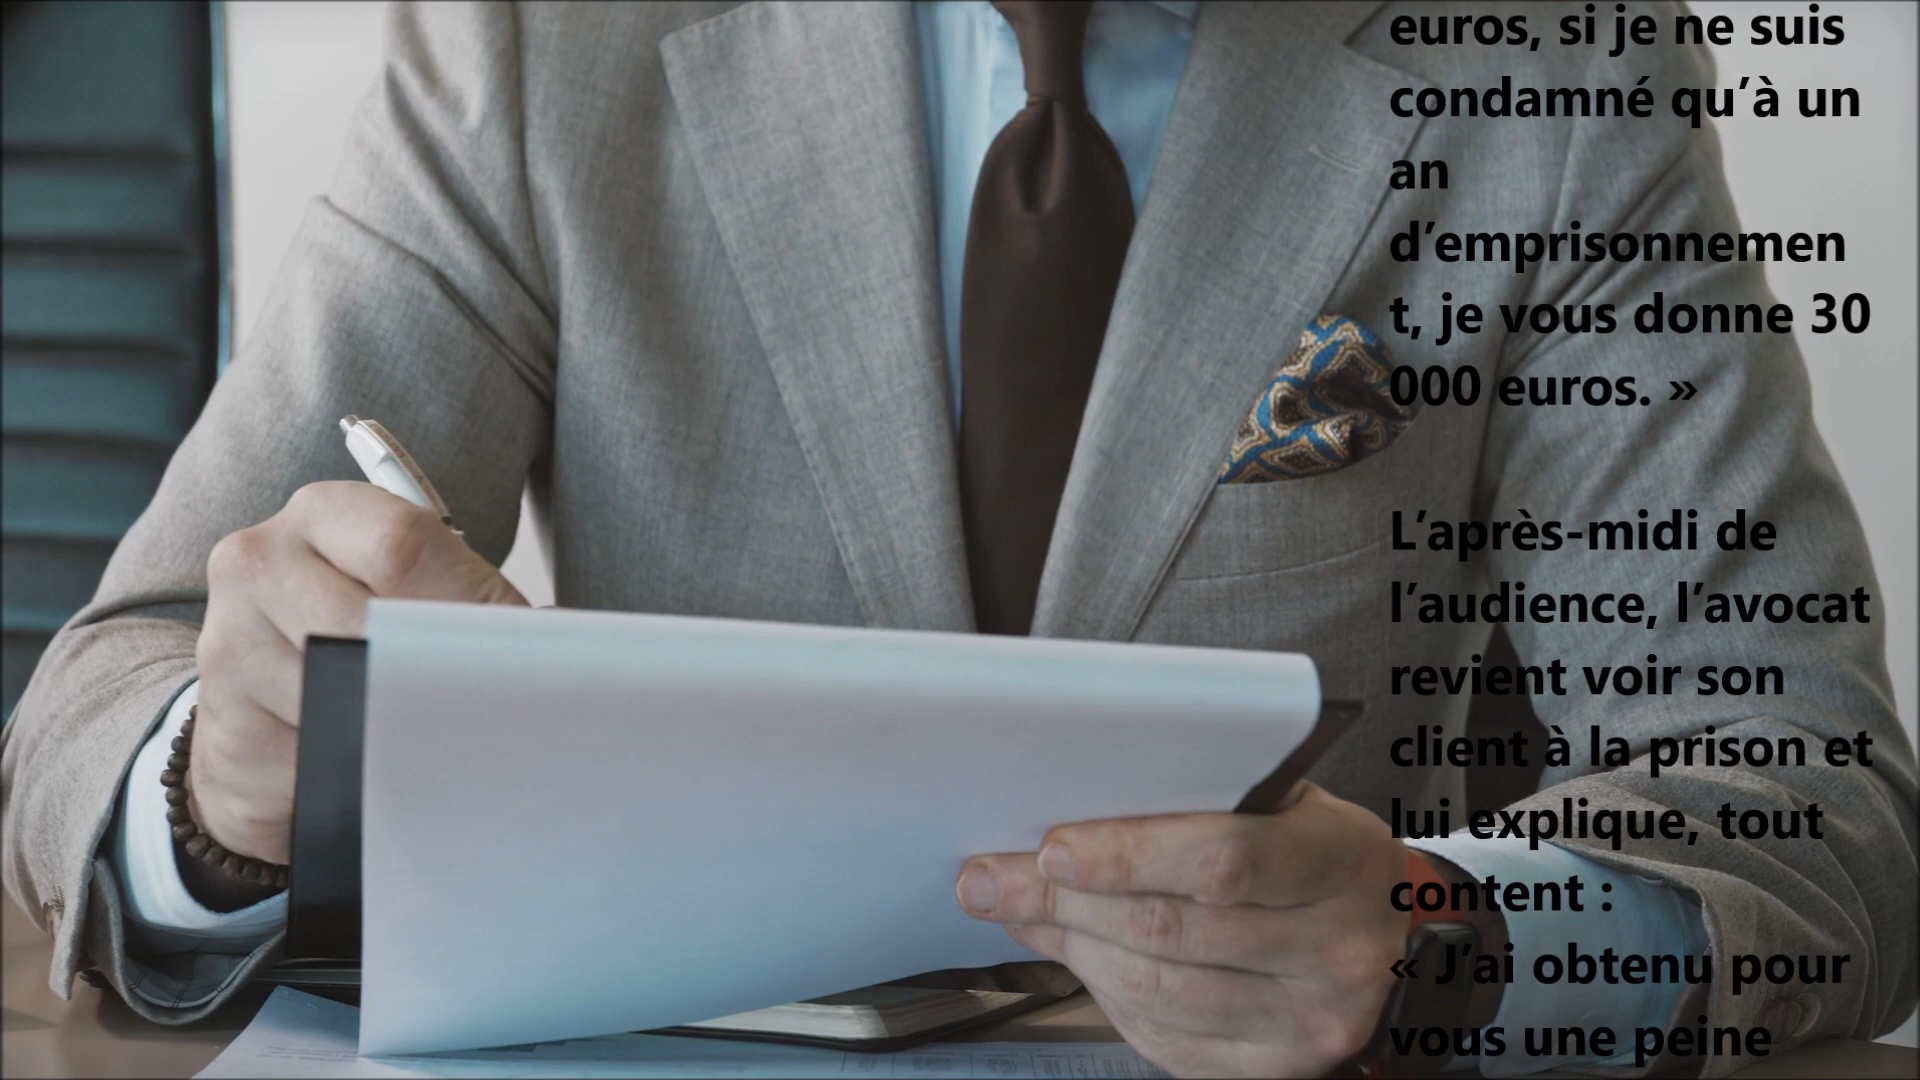 euros, si je ne suis
condamné qu’à un
an
d’emprisonnemen
t, je vous donne 30
000 euros. »
L’après-midi de
l’audience, l’avocat
revient voir son
client à la prison et
lui explique, tout
content :
« J’ai obtenu pour
vous une peine